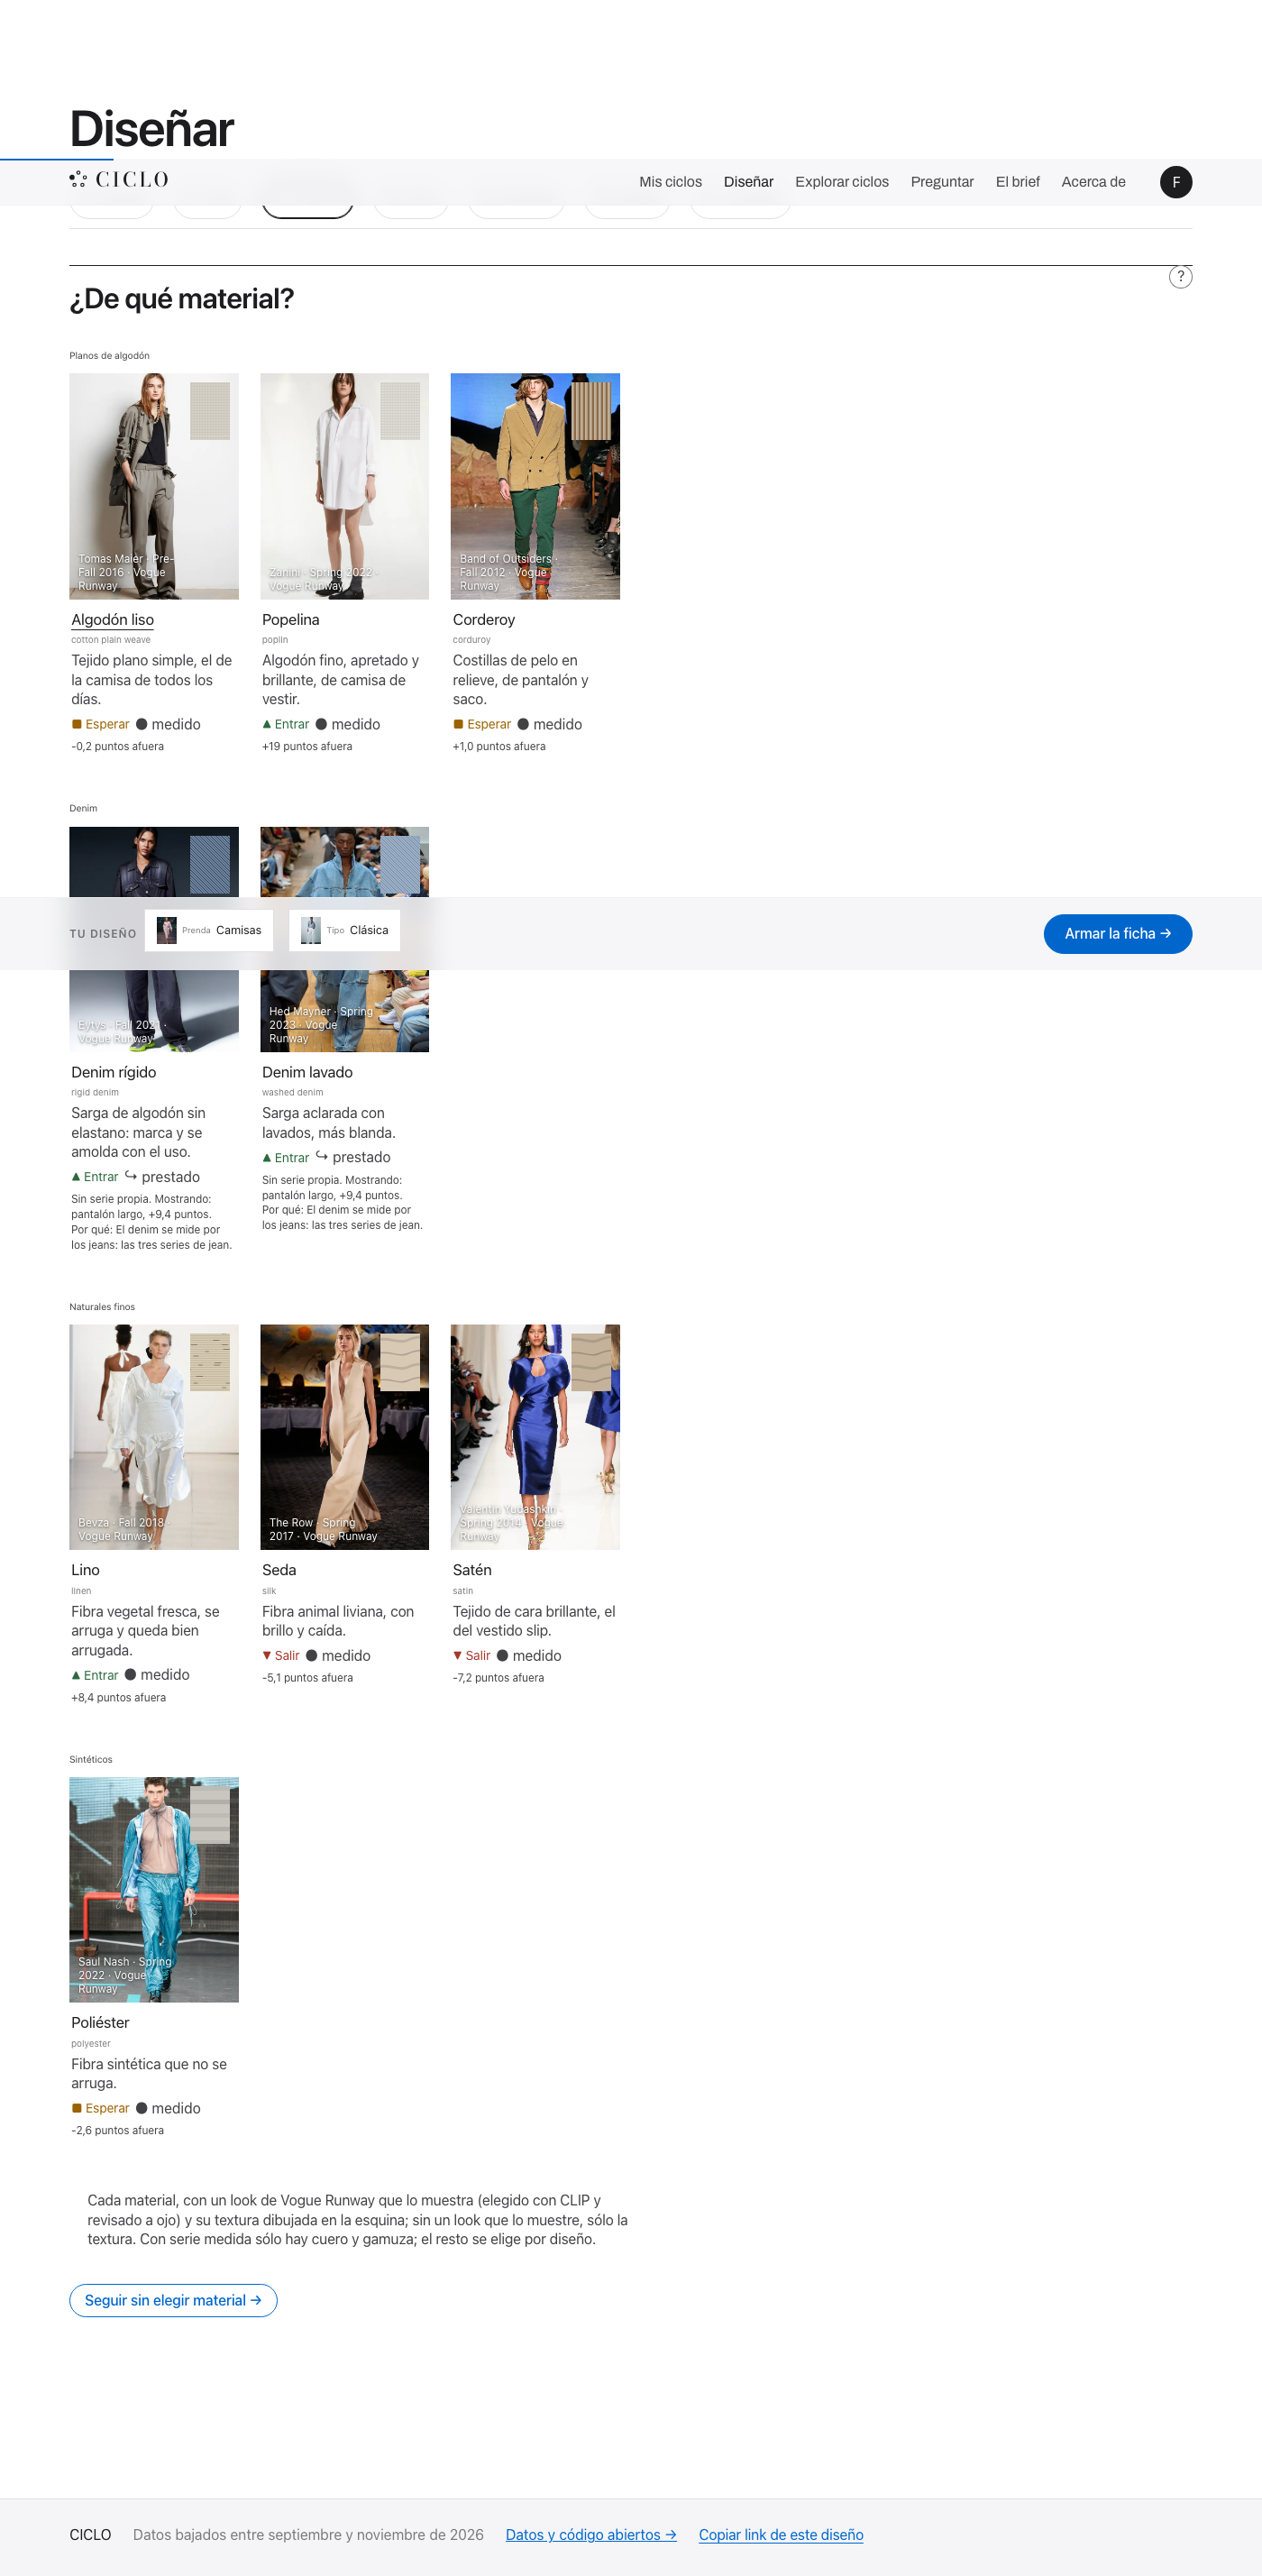 Diseñar
CICLO
Mis ciclos
Diseñar
Explorar ciclos
Preguntar
El brief
Acerca de
F
?
¿De qué material?
Planos de algodón
Tomas Maier · Pre-
Fall 2016 · Vogue
Runway
Zanini · Spring 2022 ·
Vogue Runway
Band of Outsiders ·
Fall 2012 · Vogue
Runway
Algodón liso
cotton plain weave
Tejido plano simple, el de
la camisa de todos los
días.
Esperar medido
-0,2 puntos afuera
Popelina
poplin
Algodón fino, apretado y
brillante, de camisa de
vestir.
Entrar medido
+19 puntos afuera
Corderoy
corduroy
Costillas de pelo en
relieve, de pantalón y
saco.
Esperar medido
+1,0 puntos afuera
Denim
TU DISEÑO
Prenda Camisas
Tipo Clásica
Armar la ficha →
Eytys · Fall 2021 ·
Vogue Runway
Hed Mayner · Spring
2023 · Vogue
Runway
Denim rígido
rigid denim
Sarga de algodón sin
elastano: marca y se
amolda con el uso.
Entrar prestado
Sin serie propia. Mostrando:
pantalón largo, +9,4 puntos.
Por qué: El denim se mide por
los jeans: las tres series de jean.
Denim lavado
washed denim
Sarga aclarada con
lavados, más blanda.
Entrar prestado
Sin serie propia. Mostrando:
pantalón largo, +9,4 puntos.
Por qué: El denim se mide por
los jeans: las tres series de jean.
Naturales finos
Bevza · Fall 2018 ·
Vogue Runway
The Row · Spring
2017 · Vogue Runway
Valentin Yudashkin ·
Spring 2014 · Vogue
Runway
Lino
linen
Fibra vegetal fresca, se
arruga y queda bien
arrugada.
Entrar medido
+8,4 puntos afuera
Seda
silk
Fibra animal liviana, con
brillo y caída.
Salir medido
-5,1 puntos afuera
Satén
satin
Tejido de cara brillante, el
del vestido slip.
Salir medido
-7,2 puntos afuera
Sintéticos
Saul Nash · Spring
2022 · Vogue
Runway
Poliéster
polyester
Fibra sintética que no se
arruga.
Esperar medido
-2,6 puntos afuera
Cada material, con un look de Vogue Runway que lo muestra (elegido con CLIP y
revisado a ojo) y su textura dibujada en la esquina; sin un look que lo muestre, sólo la
textura. Con serie medida sólo hay cuero y gamuza; el resto se elige por diseño.
Seguir sin elegir material →
CICLO
Datos bajados entre septiembre y noviembre de 2026
Datos y código abiertos →
Copiar link de este diseño